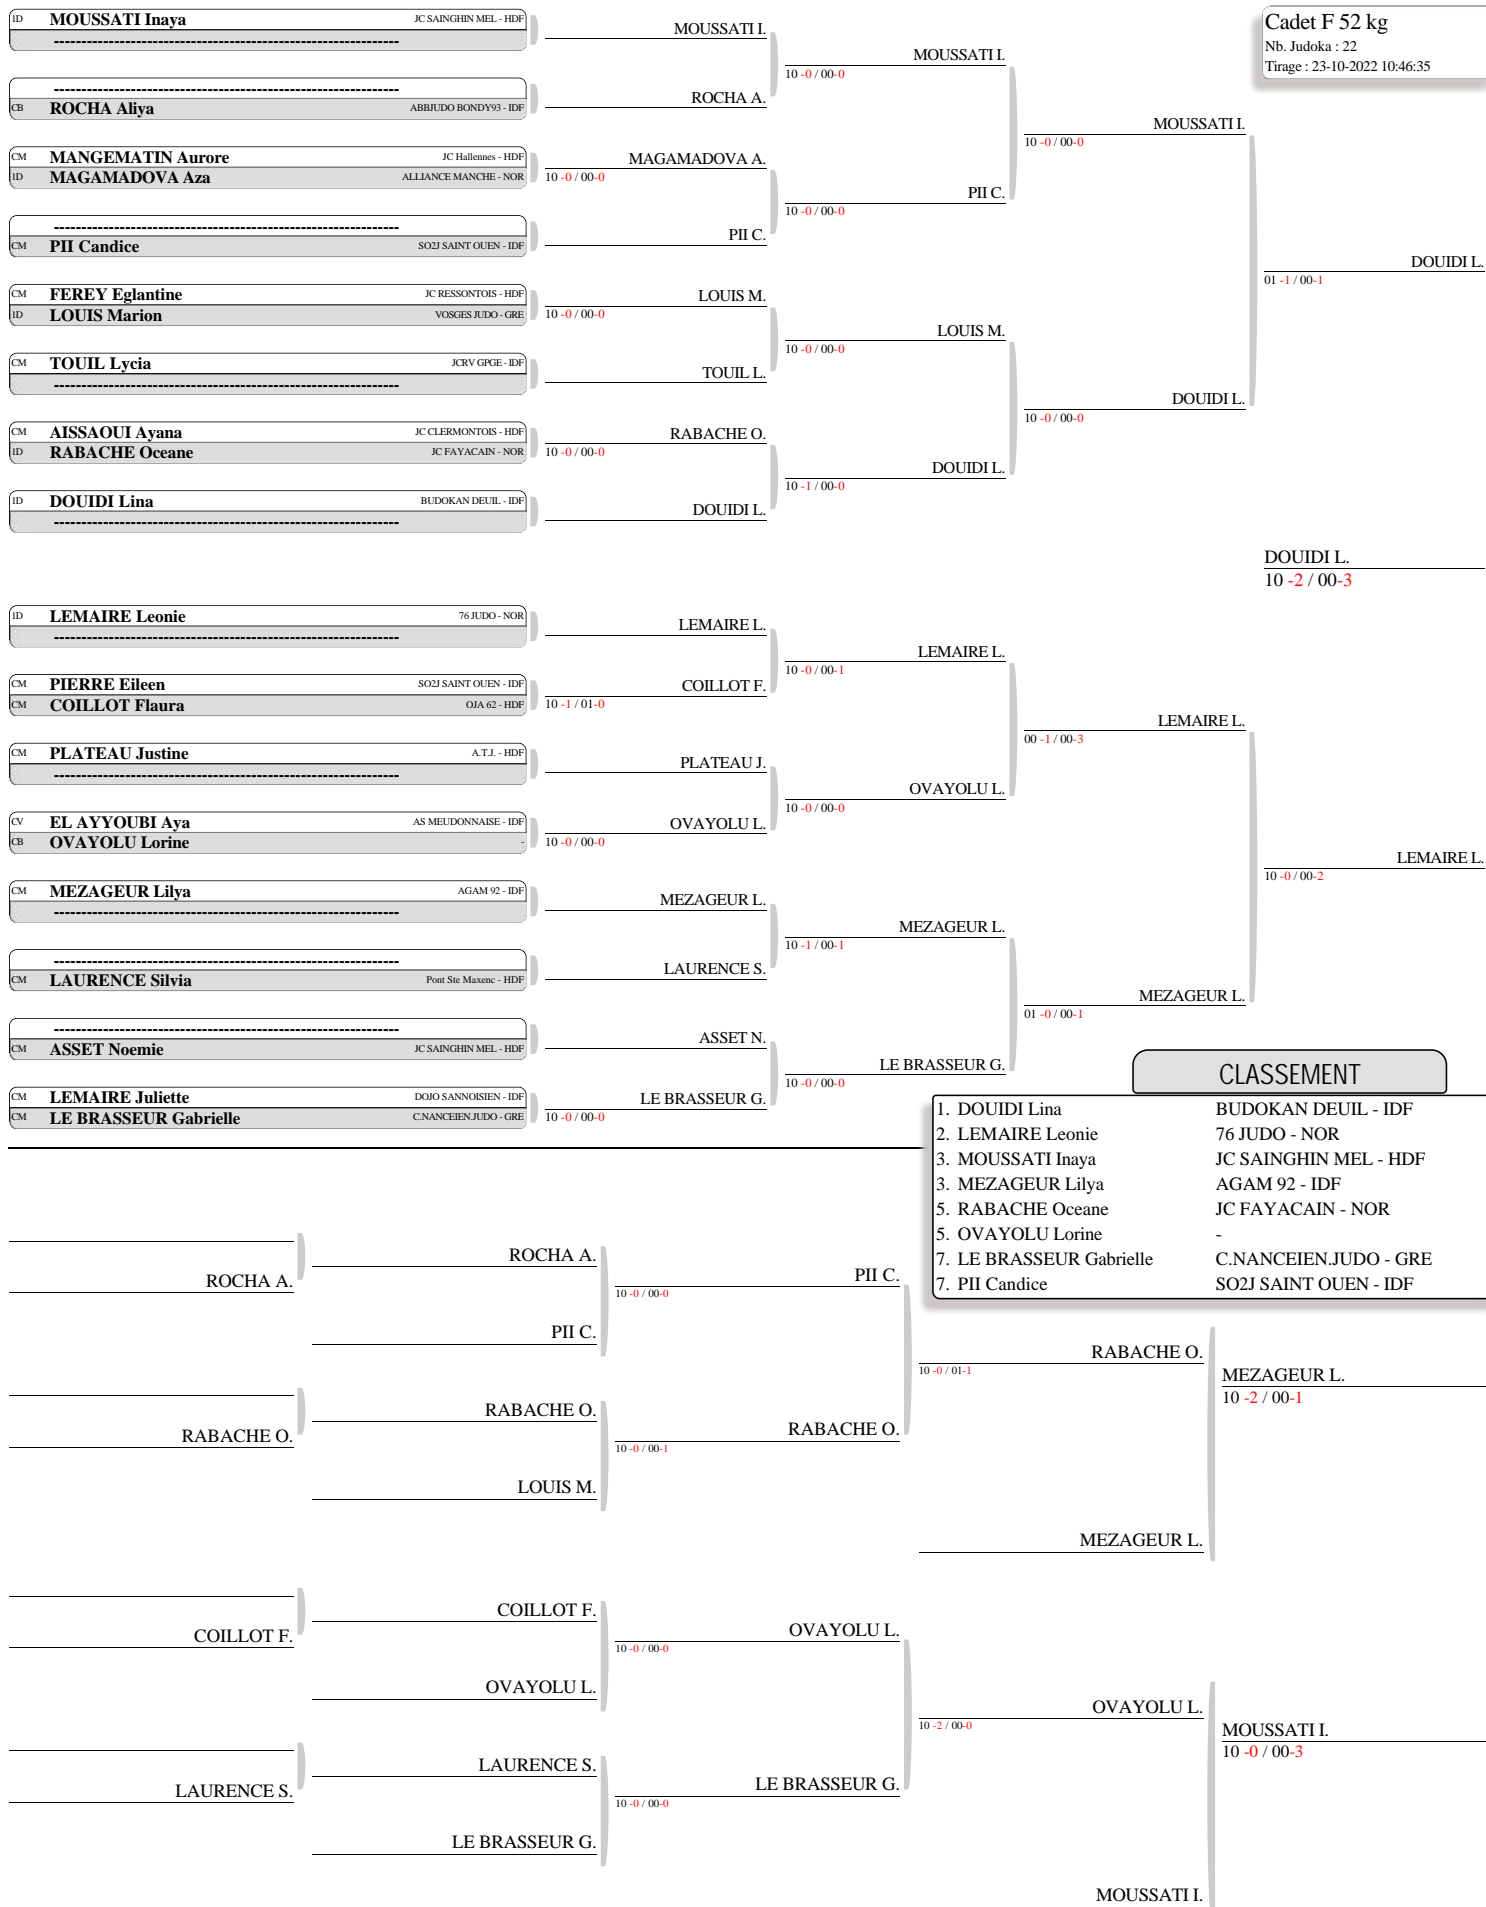 Cadet F 52 kg
Nb. Judoka : 22
Tirage : 23-10-2022 10:46:35
1D MOUSSATI Inaya JC SAINGHIN MEL - HDF
----------------------------------------------------------------
----------------------------------------------------------------
CB ROCHA Aliya ABBJUDO BONDY93 - IDF
CM MANGEMATIN Aurore JC Hallennes - HDF
1D MAGAMADOVA Aza ALLIANCE MANCHE - NOR
----------------------------------------------------------------
CM PII Candice SO2J SAINT OUEN - IDF
CM FEREY Eglantine JC RESSONTOIS - HDF
1D LOUIS Marion VOSGES JUDO - GRE
CM TOUIL Lycia JCRV GPGE - IDF
----------------------------------------------------------------
CM AISSAOUI Ayana JC CLERMONTOIS - HDF
1D RABACHE Oceane JC FAYACAIN - NOR
1D DOUIDI Lina BUDOKAN DEUIL - IDF
----------------------------------------------------------------
1D LEMAIRE Leonie 76 JUDO - NOR
----------------------------------------------------------------
CM PIERRE Eileen SO2J SAINT OUEN - IDF
CM COILLOT Flaura OJA 62 - HDF
CM PLATEAU Justine A.T.J. - HDF
----------------------------------------------------------------
CV EL AYYOUBI Aya AS MEUDONNAISE - IDF
CB OVAYOLU Lorine -
CM MEZAGEUR Lilya AGAM 92 - IDF
----------------------------------------------------------------
----------------------------------------------------------------
CM LAURENCE Silvia Pont Ste Maxenc - HDF
----------------------------------------------------------------
CM ASSET Noemie JC SAINGHIN MEL - HDF
CM LEMAIRE Juliette DOJO SANNOISIEN - IDF
CM LE BRASSEUR Gabrielle C.NANCEIEN.JUDO - GRE
MOUSSATI I.
ROCHA A.
MAGAMADOVA A.
10 -0 / 00-0
PII C.
LOUIS M.
10 -0 / 00-0
TOUIL L.
RABACHE O.
10 -0 / 00-0
DOUIDI L.
LEMAIRE L.
COILLOT F.
10 -1 / 01-0
PLATEAU J.
OVAYOLU L.
10 -0 / 00-0
MEZAGEUR L.
LAURENCE S.
ASSET N.
LE BRASSEUR G.
10 -0 / 00-0
MOUSSATI I.
10 -0 / 00-0
PII C.
10 -0 / 00-0
LOUIS M.
10 -0 / 00-0
DOUIDI L.
10 -1 / 00-0
LEMAIRE L.
10 -0 / 00-1
OVAYOLU L.
10 -0 / 00-0
MEZAGEUR L.
10 -1 / 00-1
LE BRASSEUR G.
10 -0 / 00-0
MOUSSATI I.
10 -0 / 00-0
DOUIDI L.
10 -0 / 00-0
LEMAIRE L.
00 -1 / 00-3
MEZAGEUR L.
01 -0 / 00-1
DOUIDI L.
01 -1 / 00-1
LEMAIRE L.
10 -0 / 00-2
DOUIDI L.
10 -2 / 00-3
CLASSEMENT
1. DOUIDI Lina BUDOKAN DEUIL - IDF
2. LEMAIRE Leonie 76 JUDO - NOR
3. MOUSSATI Inaya JC SAINGHIN MEL - HDF
3. MEZAGEUR Lilya AGAM 92 - IDF
5. RABACHE Oceane JC FAYACAIN - NOR
5. OVAYOLU Lorine -
7. LE BRASSEUR Gabrielle C.NANCEIEN.JUDO - GRE
7. PII Candice SO2J SAINT OUEN - IDF
ROCHA A.
RABACHE O.
COILLOT F.
LAURENCE S.
ROCHA A.
PII C.
RABACHE O.
LOUIS M.
COILLOT F.
OVAYOLU L.
LAURENCE S.
LE BRASSEUR G.
PII C.
10 -0 / 00-0
RABACHE O.
10 -0 / 00-1
OVAYOLU L.
10 -0 / 00-0
LE BRASSEUR G.
10 -0 / 00-0
RABACHE O.
10 -0 / 01-1
MEZAGEUR L.
OVAYOLU L.
10 -2 / 00-0
MOUSSATI I.
MEZAGEUR L.
10 -2 / 00-1
MOUSSATI I.
10 -0 / 00-3